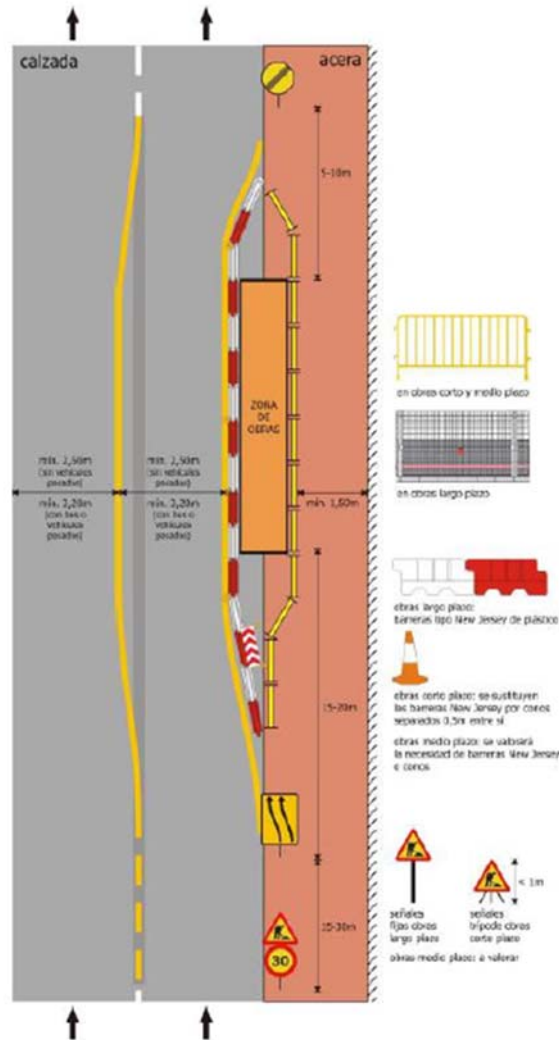 calzada
acera
5-10m
ZONA
DE
OBRAS
mín. 2,50m
(sin vehículos
pesados)
mín. 2,50m
(sin vehículos
pesados)
mín. 3,20m
(con bus o
vehículos
pesados)
mín. 3,20m
(con bus o
vehículos
pesados)
mín. 1,50m
15-20m
15-30m
30
en obras corto y medio plazo
en obras largo plazo
obras largo plazo:
barreras tipo New Jersey de plástico
obras corto plazo: se sustituyen
las barreras New Jersey por conos
separados 0,5m entre sí
obras medio plazo: se valorará
la necesidad de barreras New Jersey
o conos
< 1m
señales
fijas obras
largo plazo
señales
trípode obras
corto plazo
obras medio plazo: a valorar